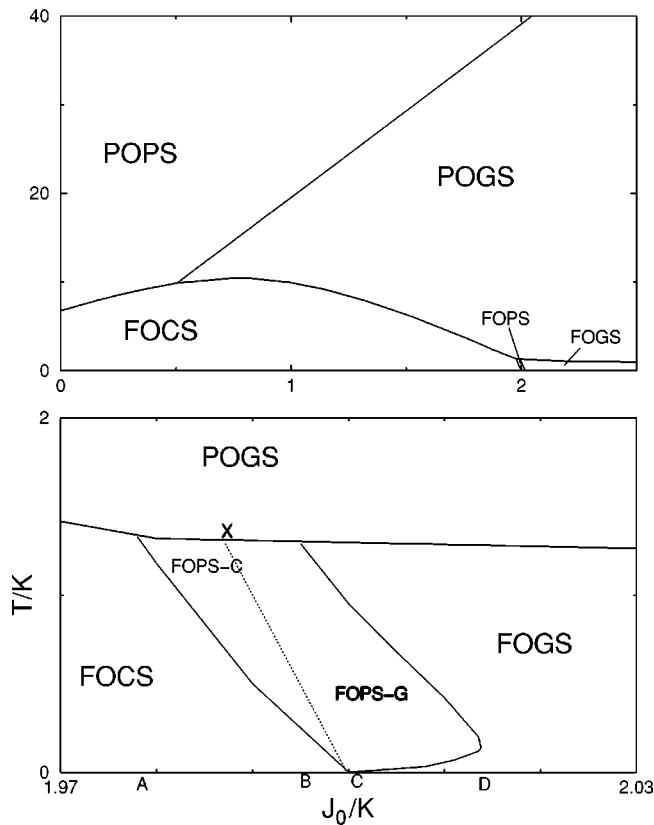 40
POPS
POGS
20
10
FOCS
FOPS
FOGS
0
0
1
2
2
POGS
X
FOPS-C
T/K
FOCS
FOGS
FOPS-G
0
1.97
A
B
C
D
2.03
J₀/K